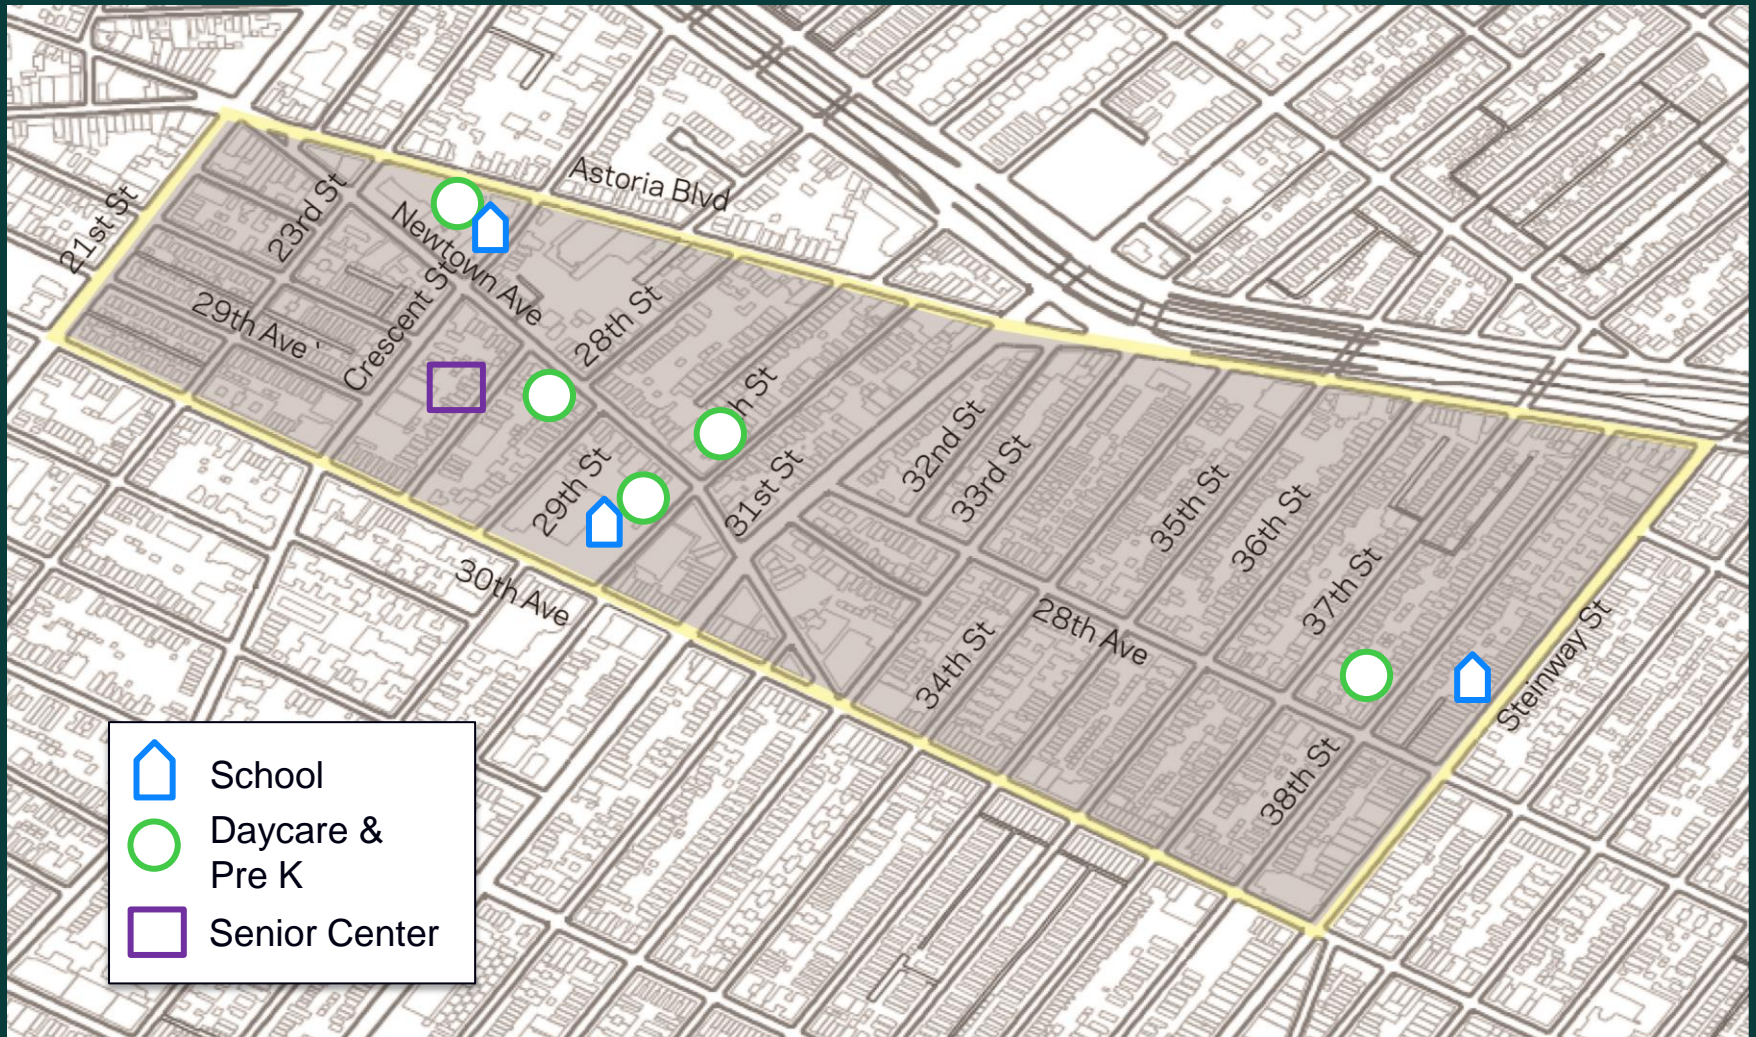 Astoria Blvd
21st St
23rd St
Newtown Ave
29th Ave
Crescent St
28th St
h St
29th St
31st St
32nd St
33rd St
35th St
36th St
37th St
30th Ave
28th Ave
34th St
38th St
Steinway St
School
Daycare &
Pre K
Senior Center